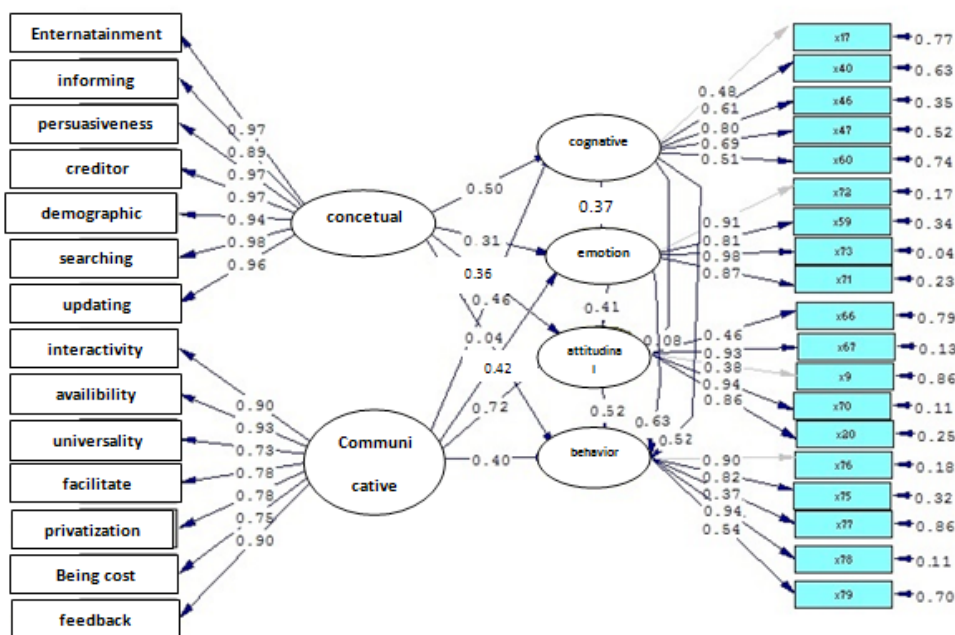 Enternatainment
informing
persuasiveness
creditor
demographic
searching
updating
interactivity
availibility
universality
facilitate
privatization
Being cost
feedback
0.97
0.89
0.97
0.97
0.94
0.98
0.96
0.90
0.93
0.73
0.78
0.78
0.75
0.90
concetual
Communi
cative
0.50
0.31
0.36
0.46
0.04
0.42
0.72
0.40
cognative
0.37
emotion
0.41
attitudina
l
0.52
behavior
0.08
0.63
0.52
0.48
0.61
0.80
0.69
0.51
0.91
0.81
0.98
0.87
0.46
0.93
0.38
0.94
0.86
0.90
0.82
0.37
0.94
0.54
x17 0.77
x40 0.63
x46 0.35
x47 0.52
x60 0.74
x72 0.17
x59 0.34
x73 0.04
x71 0.23
x66 0.79
x67 0.13
x9 0.86
x70 0.11
x20 0.25
x76 0.18
x75 0.32
x77 0.86
x78 0.11
x79 0.70